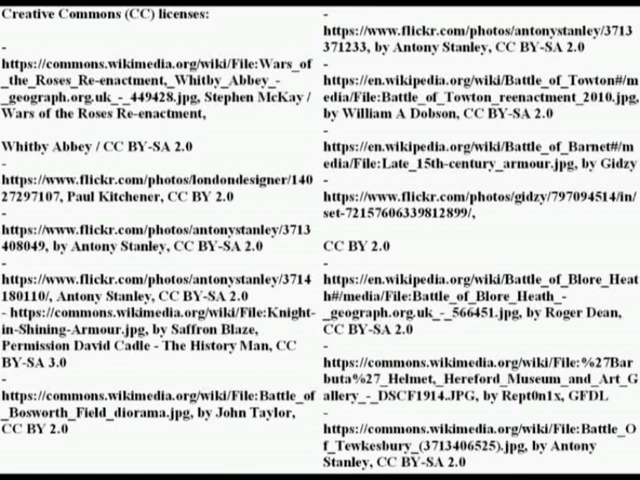 Creative Commons (CC) licenses:
-
https://commons.wikimedia.org/wiki/File:Wars_of
_the_Roses_Re-enactment,_Whitby_Abbey_-
_geograph.org.uk_-_449428.jpg, Stephen McKay /
Wars of the Roses Re-enactment,
Whitby Abbey / CC BY-SA 2.0
-
https://www.flickr.com/photos/londondesigner/140
27297107, Paul Kitchener, CC BY 2.0
-
https://www.flickr.com/photos/antonystanley/3713
408049, by Antony Stanley, CC BY-SA 2.0
-
https://www.flickr.com/photos/antonystanley/3714
180110/, Antony Stanley, CC BY-SA 2.0
- https://commons.wikimedia.org/wiki/File:Knight-
in-Shining-Armour.jpg, by Saffron Blaze,
Permission David Cadle - The History Man, CC
BY-SA 3.0
-
https://commons.wikimedia.org/wiki/File:Battle_of
_Bosworth_Field_diorama.jpg, by John Taylor,
CC BY 2.0
-
https://www.flickr.com/photos/antonystanley/3713
371233, by Antony Stanley, CC BY-SA 2.0
-
https://en.wikipedia.org/wiki/Battle_of_Towton#/m
edia/File:Battle_of_Towton_reenactment_2010.jpg,
by William A Dobson, CC BY-SA 2.0
-
https://en.wikipedia.org/wiki/Battle_of_Barnet#/m
edia/File:Late_15th-century_armour.jpg, by Gidzy
-
https://www.flickr.com/photos/gidzy/797094514/in/
set-72157606339812899/,
CC BY 2.0
-
https://en.wikipedia.org/wiki/Battle_of_Blore_Heat
h#/media/File:Battle_of_Blore_Heath_-
_geograph.org.uk_-_566451.jpg, by Roger Dean,
CC BY-SA 2.0
-
https://commons.wikimedia.org/wiki/File:%27Bar
buta%27_Helmet,_Hereford_Museum_and_Art_G
allery_-_DSCF1914.JPG, by Rept0n1x, GFDL
-
https://commons.wikimedia.org/wiki/File:Battle_O
f_Tewkesbury_(3713406525).jpg, by Antony
Stanley, CC BY-SA 2.0